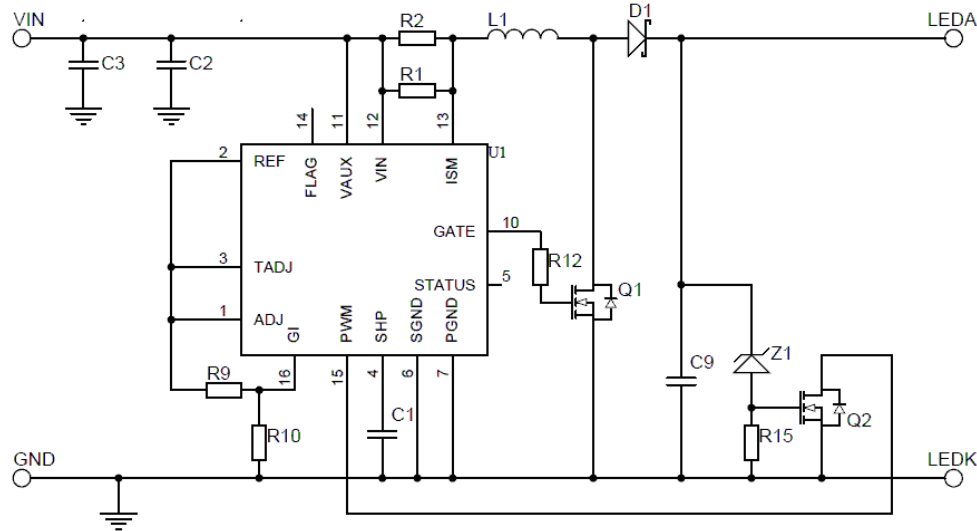 VIN
R2
L1
D1
LEDA
C3
C2
R1
14
11
12
13
U1
2
REF
FLAG
VAUX
VIN
ISM
GATE
10
3
TADJ
R12
STATUS
5
1
ADJ
GI
PWM
SHP
SGND
PGND
Q1
Z1
C9
R9
16
15
4
6
7
C1
R10
R15
Q2
GND
LEDK